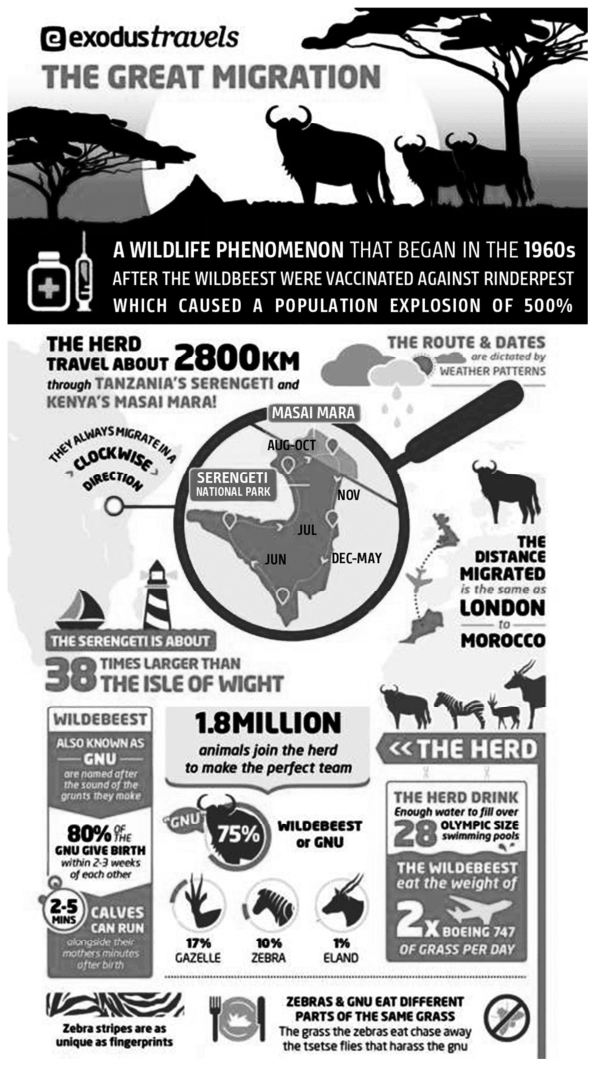 exodustravels
THE GREAT MIGRATION
A WILDLIFE PHENOMENON THAT BEGAN IN THE 1960s
AFTER THE WILDBEEST WERE VACCINATED AGAINST RINDERPEST
WHICH CAUSED A POPULATION EXPLOSION OF 500%
THE HERD
TRAVEL ABOUT 2800KM
through TANZANIA'S SERENGETI and
KENYA'S MASAI MARA!
THE ROUTE & DATES
are dictated by
WEATHER PATTERNS
THEY ALWAYS MIGRATE IN A
CLOCKWISE
DIRECTION
MASAI MARA
AUG-OCT
SERENGETI
NATIONAL PARK
NOV
JUL
JUN
DEC-MAY
THE
DISTANCE
MIGRATED
is the same as
LONDON
to
MOROCCO
THE SERENGETI IS ABOUT
38 TIMES LARGER THAN
THE ISLE OF WIGHT
WILDEBEEST
ALSO KNOWN AS
GNU
are named after
the sound of the
grunts they make
80% OF THE
GNU GIVE BIRTH
within 2-3 weeks
of each other
2-5
MINS
CALVES
CAN RUN
alongside their
mothers minutes
after birth
1.8MILLION
animals join the herd
to make the perfect team
"GNU"
75%
WILDEBEEST
or GNU
17%
GAZELLE
10%
ZEBRA
1%
ELAND
<< THE HERD
THE HERD DRINK
Enough water to fill over
28 OLYMPIC SIZE
swimming pools
THE WILDEBEEST
eat the weight of
2x BOEING 747
OF GRASS PER DAY
Zebra stripes are as
unique as fingerprints
ZEBRAS & GNU EAT DIFFERENT
PARTS OF THE SAME GRASS
The grass the zebras eat chase away
the tsetse flies that harass the gnu